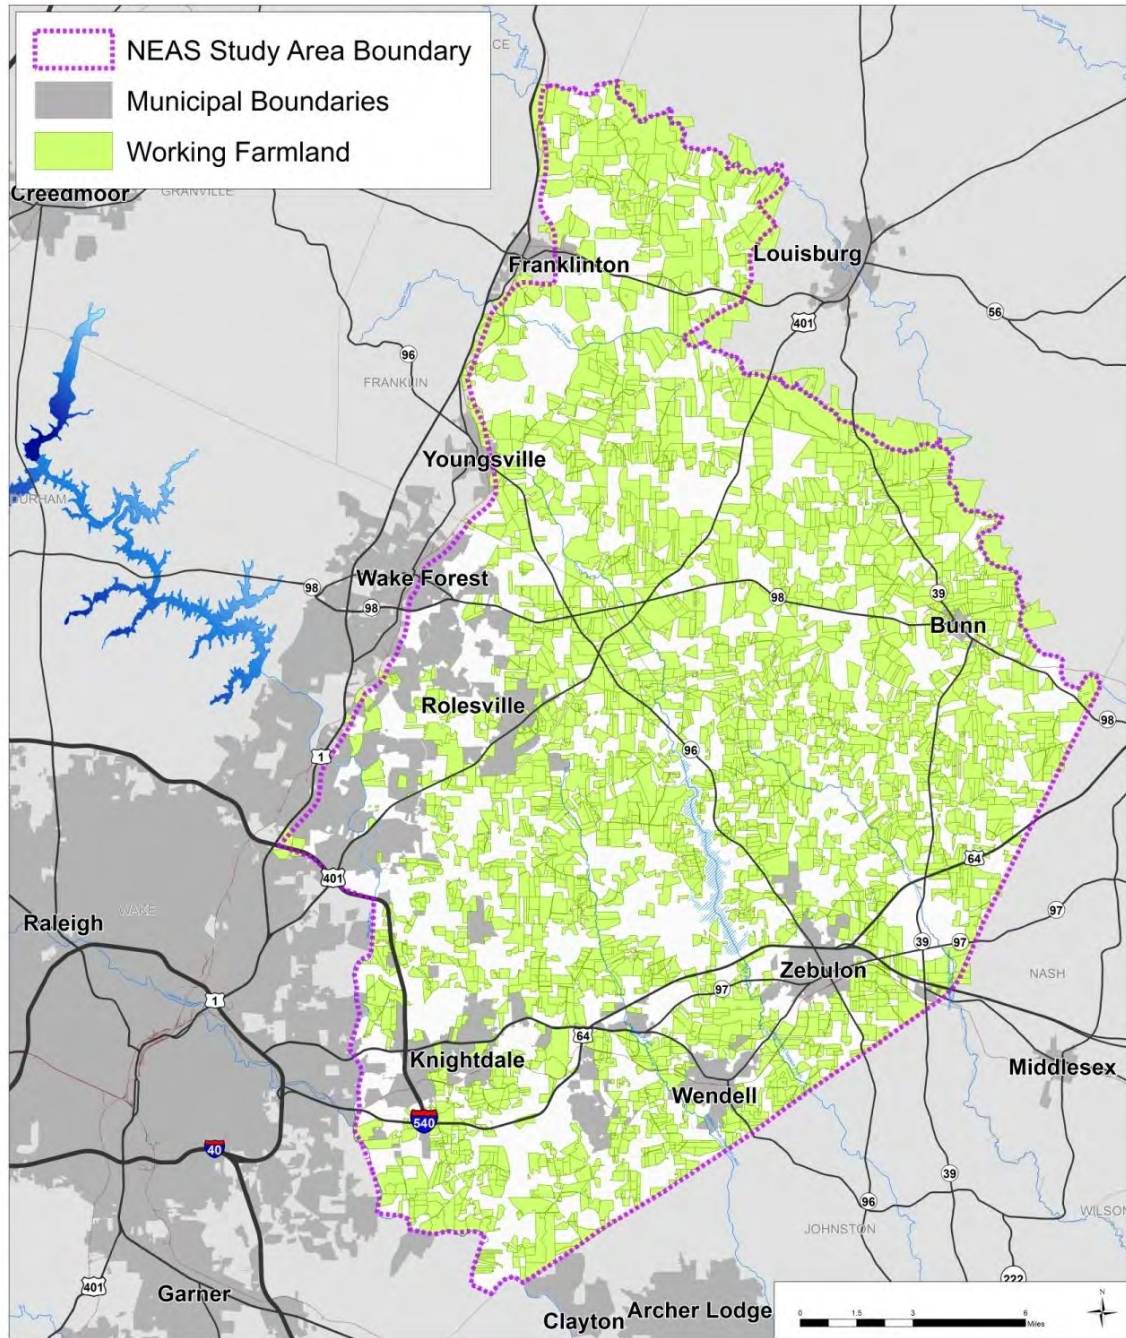 NEAS Study Area Boundary
Municipal Boundaries
Working Farmland
CE
Creedmoor
GRANVILLE
Franklinton
Louisburg
401
56
96
FRANKLIN
Youngsville
DURHAM
Wake Forest
98
98
98
39
Bunn
Rolesville
98
1
96
64
401
WAKE
Raleigh
97
39
97
Zebulon
NASH
97
1
64
Knightdale
Middlesex
Wendell
540
40
39
96
WILSON
JOHNSTON
222
401
Garner
Clayton
Archer Lodge
N
0 1.5 3 6
Miles